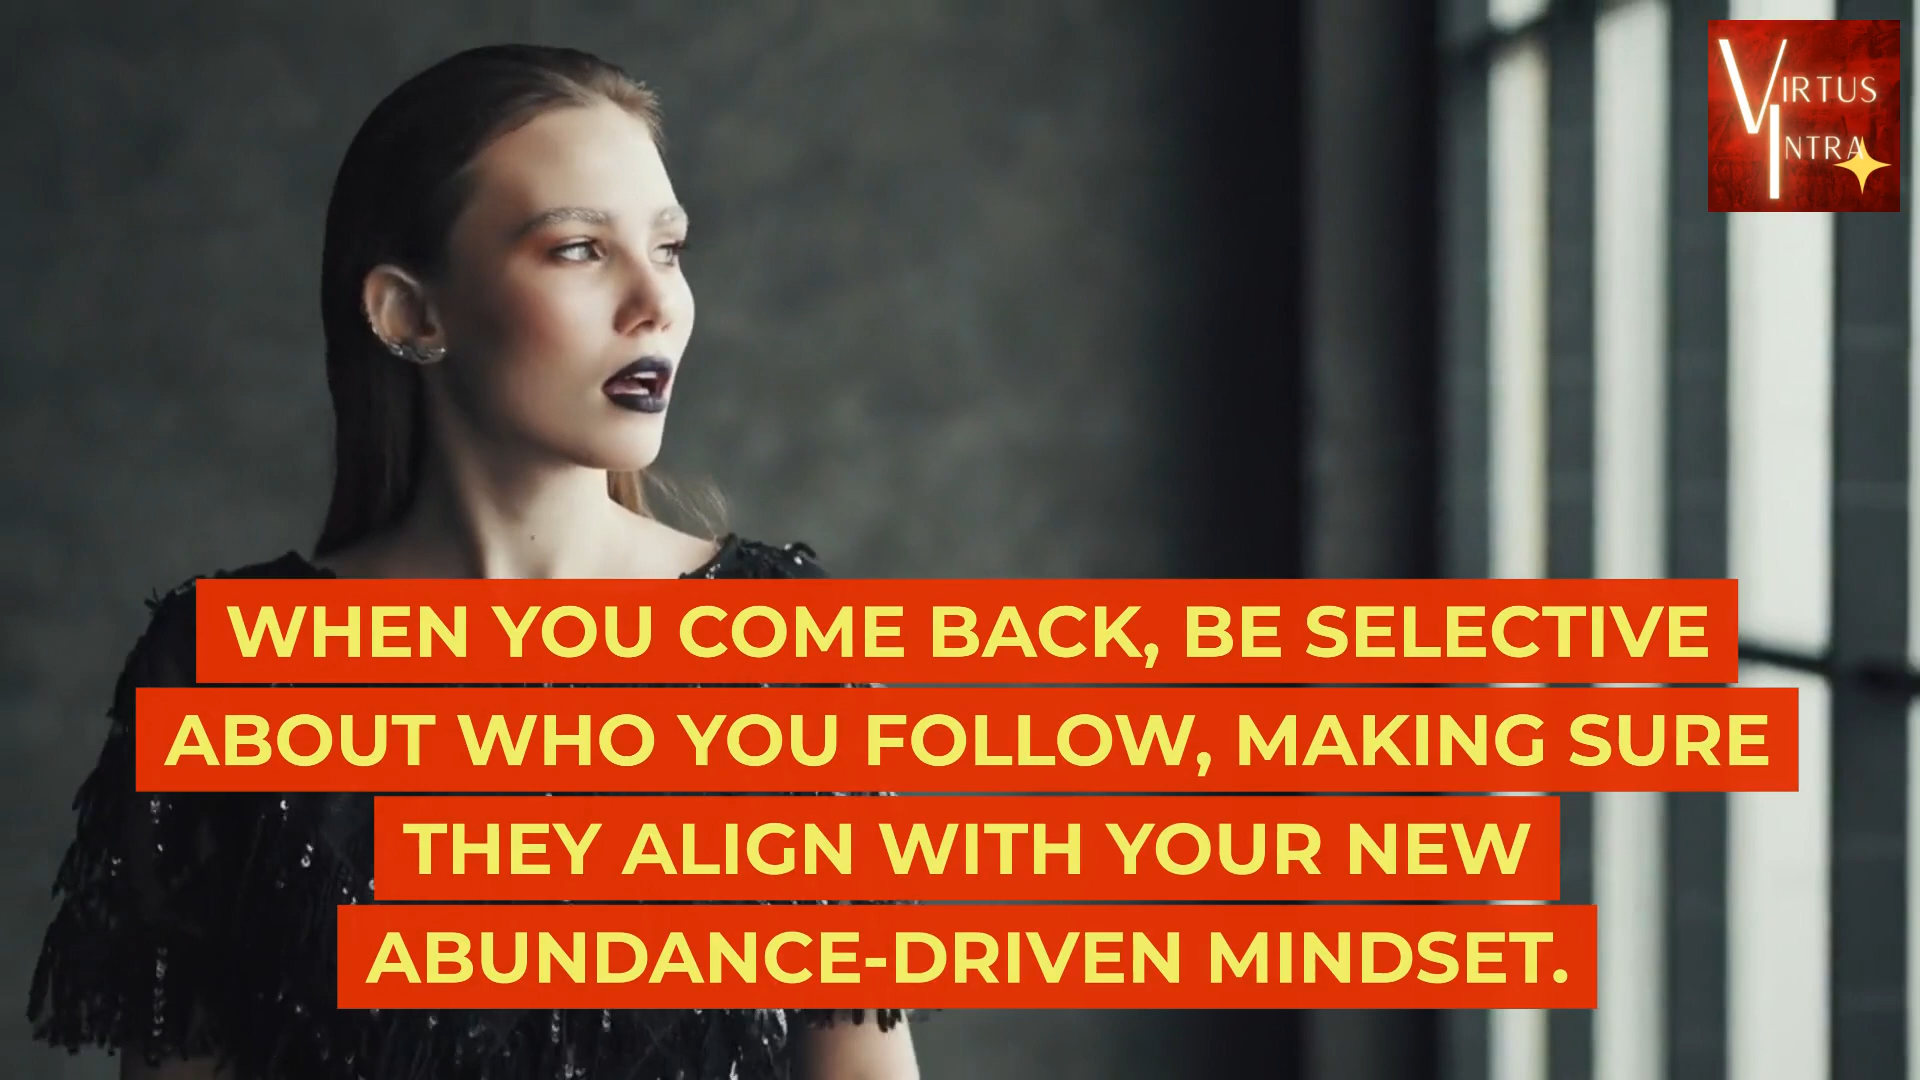 VIRTUS
INTRA
WHEN YOU COME BACK, BE SELECTIVE
ABOUT WHO YOU FOLLOW, MAKING SURE
THEY ALIGN WITH YOUR NEW
ABUNDANCE-DRIVEN MINDSET.